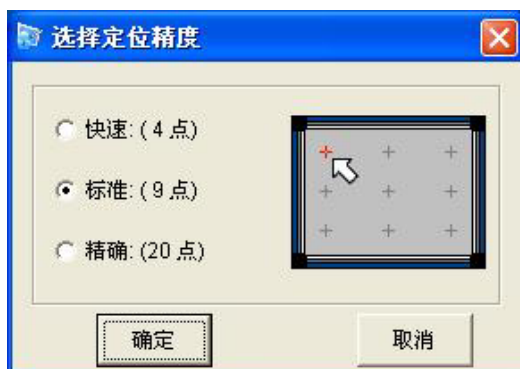 选择定位精度
快速: ( 4 点)
标准: ( 9 点)
精确: (20 点)
确定
取消